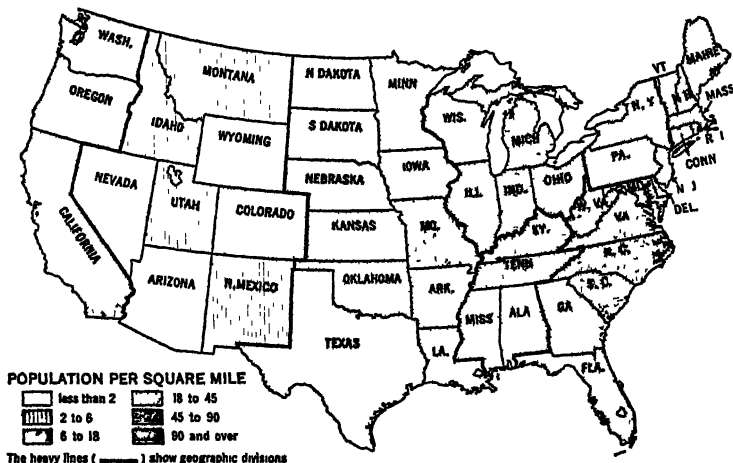 WASH.
MONTANA
N DAKOTA
MINN
VT
MAINE
OREGON
IDAHO
S DAKOTA
WIS.
MICH.
N. Y
N H
MASS
WYOMING
R I
CONN
NEVADA
UTAH
COLORADO
NEBRASKA
IOWA
ILL
IND.
OHIO
PA.
N J
DEL.
CALIFORNIA
KANSAS
MO.
KY.
W. VA.
VA
ARIZONA
N. MEXICO
OKLAHOMA
ARK.
TENN
N. C.
S. C.
TEXAS
LA.
MISS
ALA
GA
FLA.
POPULATION PER SQUARE MILE
less than 2
18 to 45
2 to 6
45 to 90
6 to 18
90 and over
The heavy lines ( ) show geographic divisions